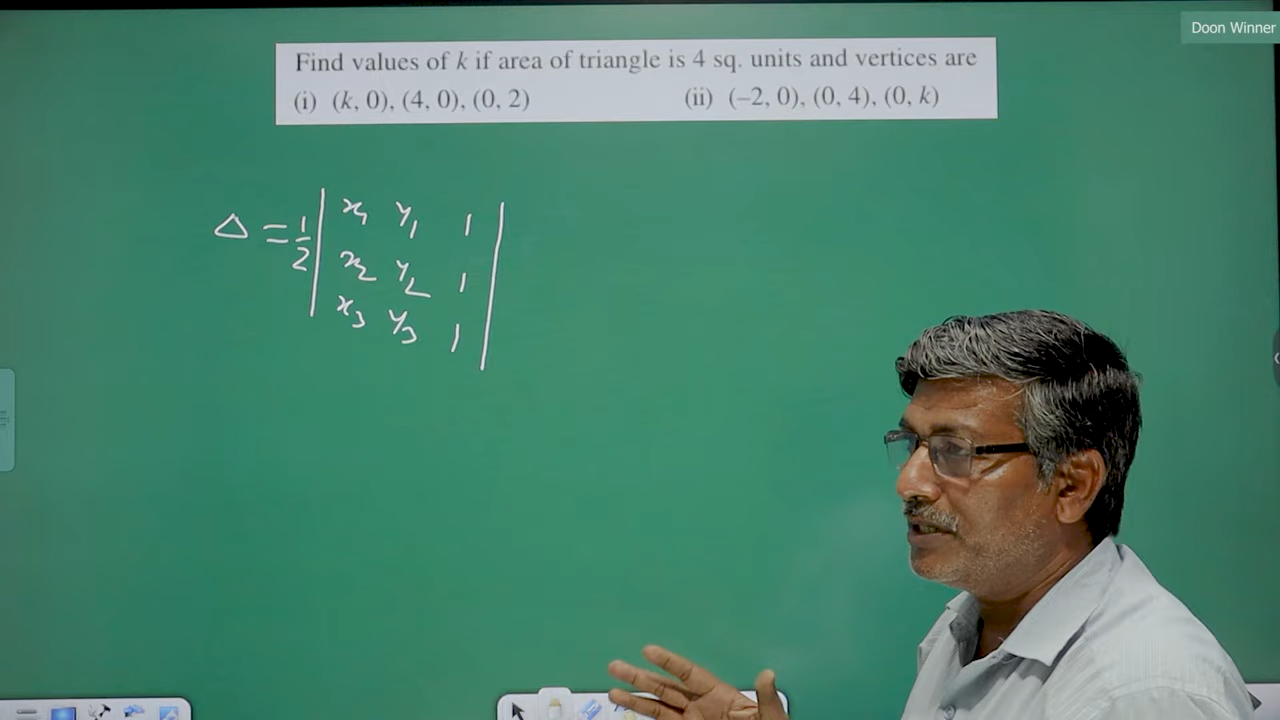 Doon Winner
Find values of k if area of triangle is 4 sq. units and vertices are
(i) (k, 0), (4, 0), (0, 2) (ii) (–2, 0), (0, 4), (0, k)
Δ = 1/2 | x₁ y₁ 1 |
x₂ y₂ 1
x₃ y₃ 1